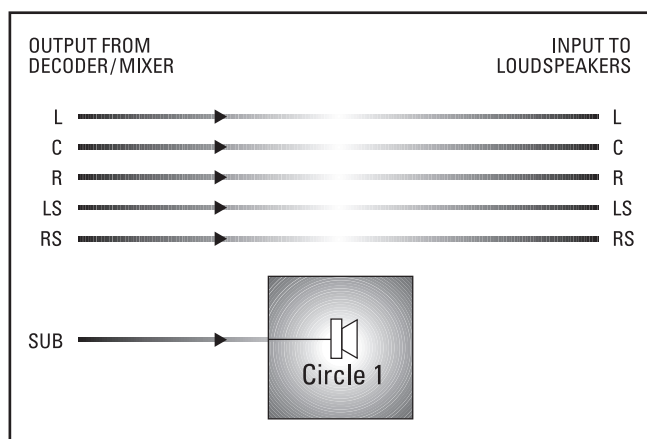 OUTPUT FROM
DECODER/MIXER
INPUT TO
LOUDSPEAKERS
L L
C C
R R
LS LS
RS RS
SUB
Circle 1